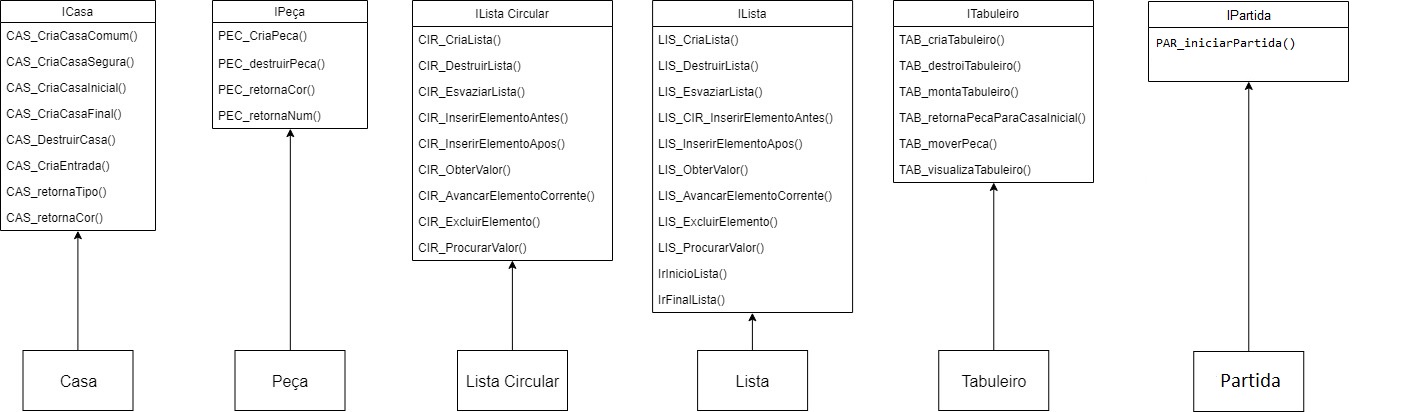 ICasa
CAS_CriaCasaComum()
CAS_CriaCasaSegura()
CAS_CriaCasaInicial()
CAS_CriaCasaFinal()
CAS_DestruirCasa()
CAS_CriaEntrada()
CAS_retornaTipo()
CAS_retornaCor()
Casa
IPeça
PEC_CriaPeca()
PEC_destruirPeca()
PEC_retornaCor()
PEC_retornaNum()
Peça
ILista Circular
CIR_CriaLista()
CIR_DestruirLista()
CIR_EsvaziarLista()
CIR_InserirElementoAntes()
CIR_InserirElementoApos()
CIR_ObterValor()
CIR_AvancarElementoCorrente()
CIR_ExcluirElemento()
CIR_ProcurarValor()
Lista Circular
ILista
LIS_CriaLista()
LIS_DestruirLista()
LIS_EsvaziarLista()
LIS_CIR_InserirElementoAntes()
LIS_InserirElementoApos()
LIS_ObterValor()
LIS_AvancarElementoCorrente()
LIS_ExcluirElemento()
LIS_ProcurarValor()
IrInicioLista()
IrFinalLista()
Lista
ITabuleiro
TAB_criaTabuleiro()
TAB_destroiTabuleiro()
TAB_montaTabuleiro()
TAB_retornaPecaParaCasaInicial()
TAB_moverPeca()
TAB_visualizaTabuleiro()
Tabuleiro
IPartida
PAR_iniciarPartida()
Partida